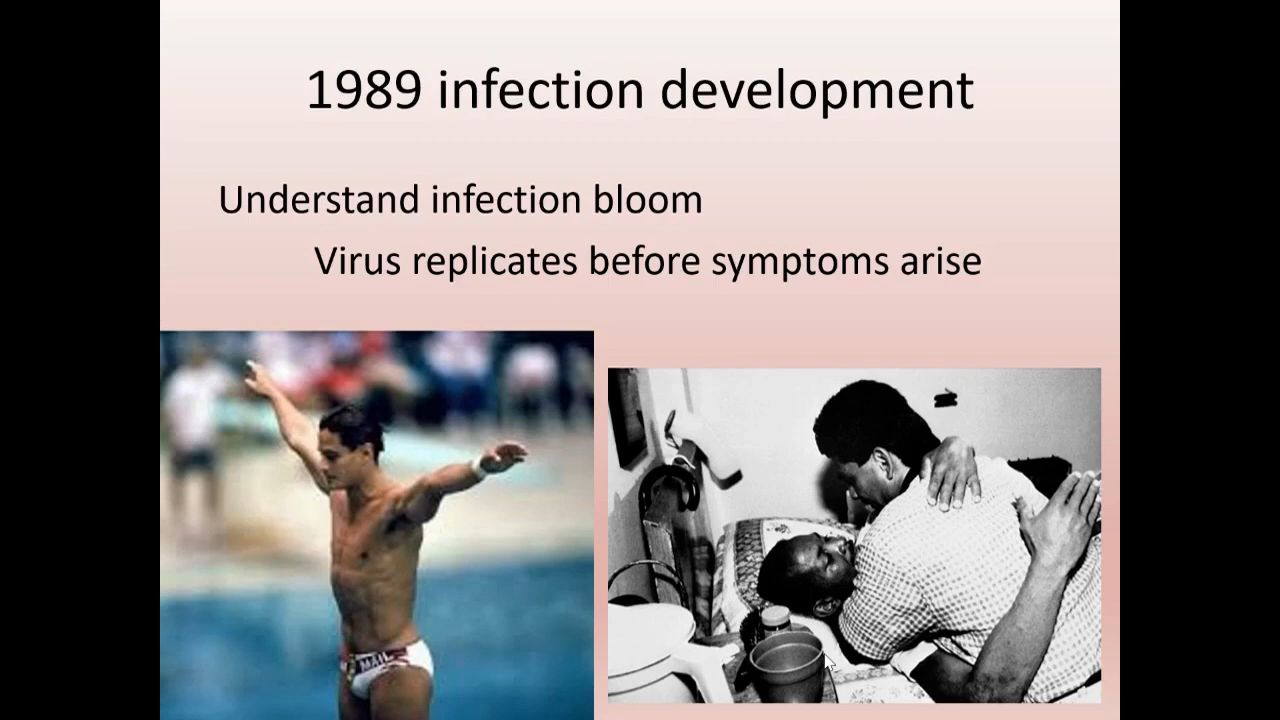 1989 infection development
Understand infection bloom
Virus replicates before symptoms arise